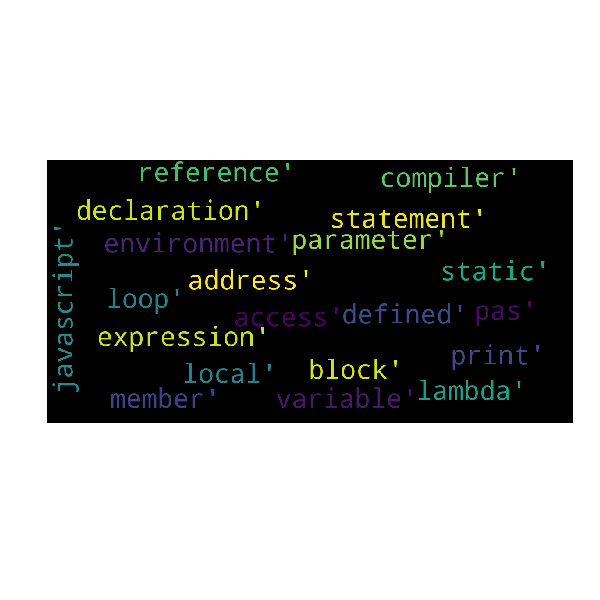 reference'
compiler'
declaration'
statement'
environment'
parameter'
javascript'
address'
static'
loop'
access'
defined'
pas'
expression'
print'
local'
block'
member'
variable'
lambda'